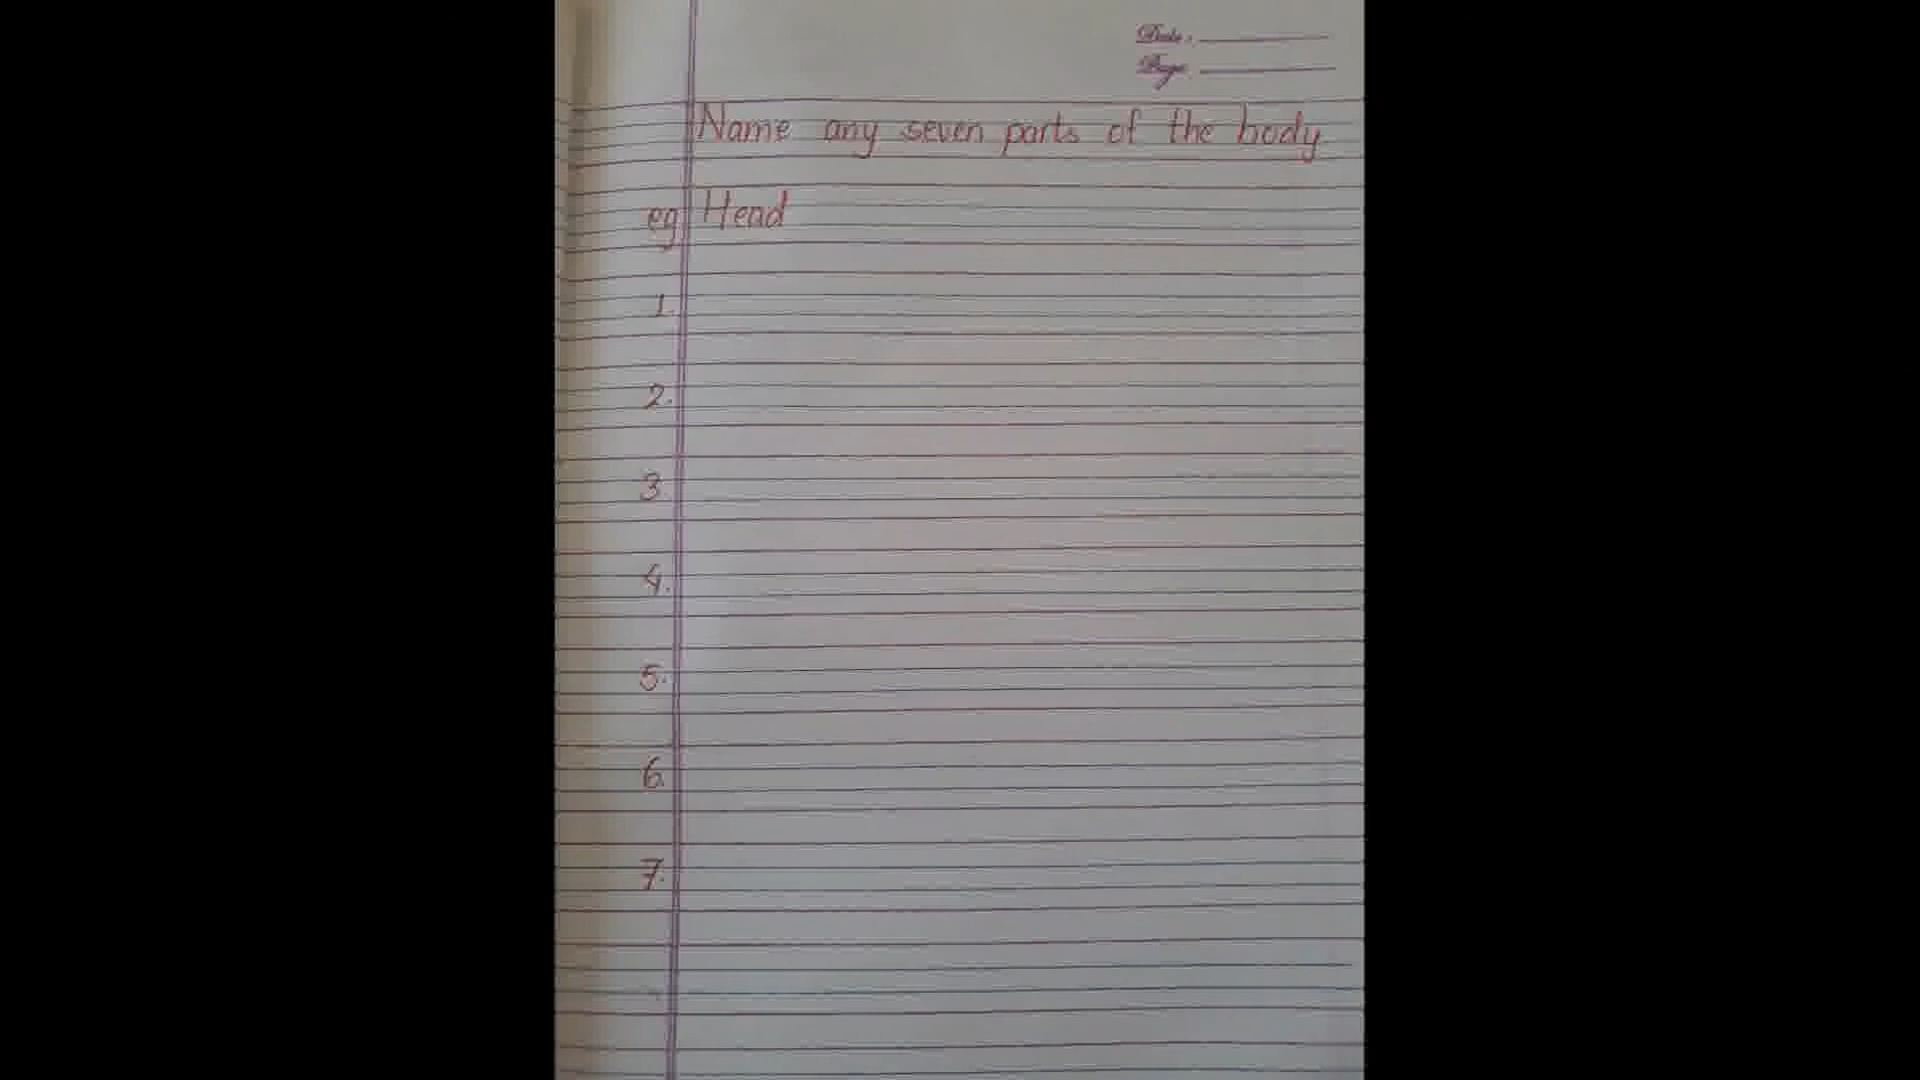 Date:
Page
Name any seven parts of the body
eg Head
1.
2.
3.
4.
5.
6.
7.